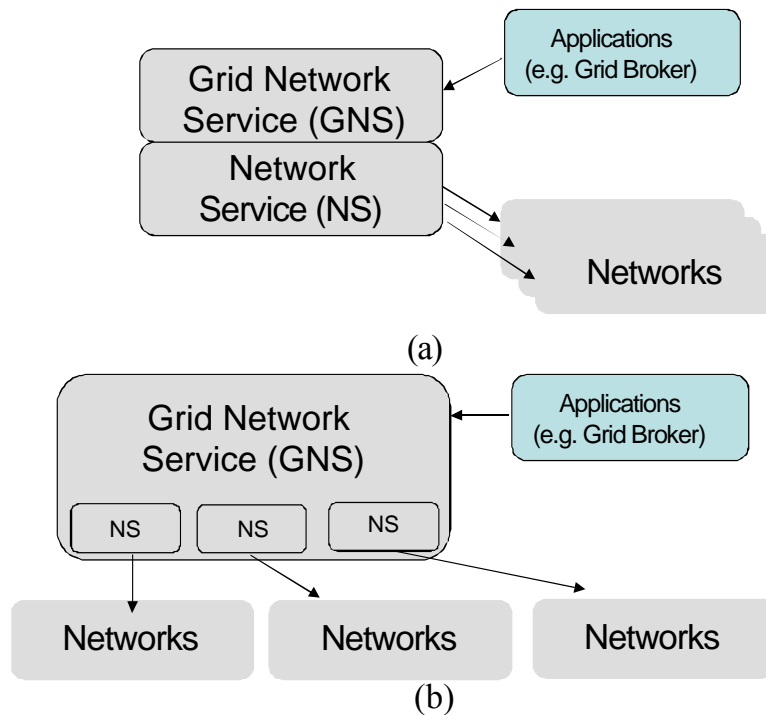 Applications
(e.g. Grid Broker)
Grid Network
Service (GNS)
Network
Service (NS)
Networks
(a)
Grid Network
Service (GNS)
Applications
(e.g. Grid Broker)
NS
NS
NS
Networks
Networks
Networks
(b)